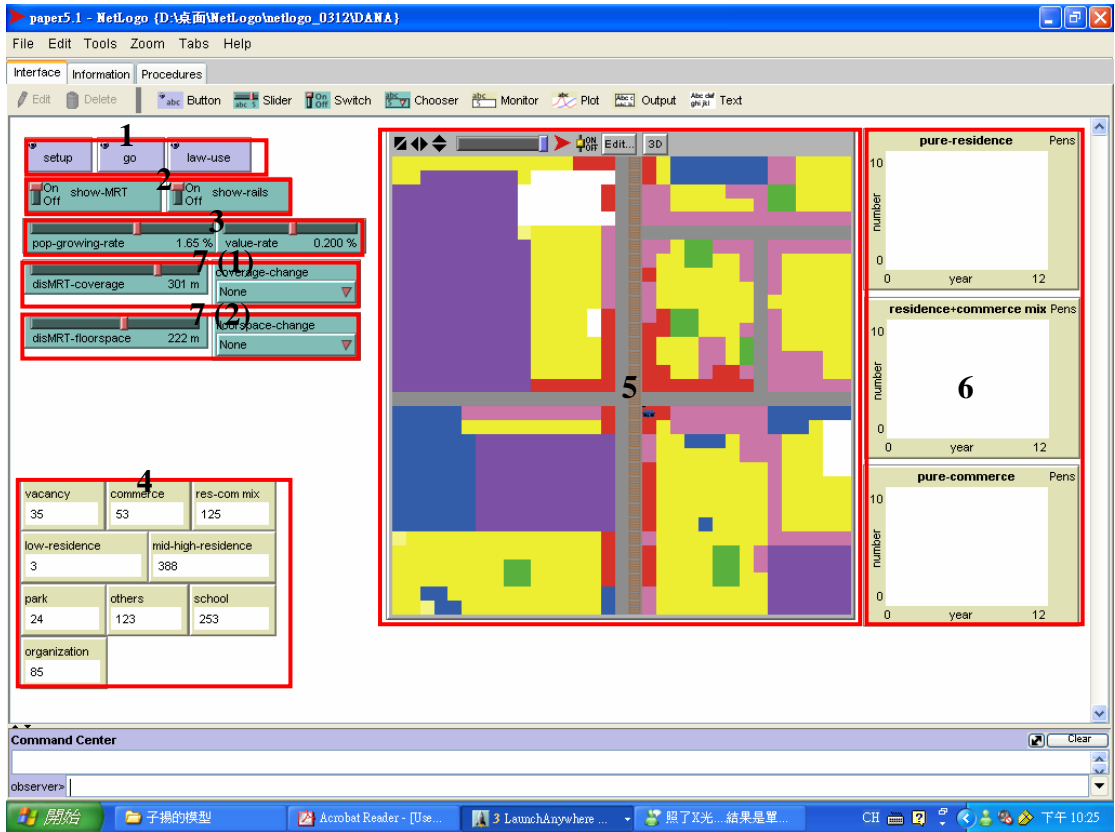 paper5.1 - NetLogo {D:\桌面\NetLogo\netlogo_0312\DANA}
File Edit Tools Zoom Tabs Help
Interface Information Procedures
Edit Delete Button Slider Switch Chooser Monitor Plot Output Text
1
setup go law-use
2
On Off show-MRT On Off show-rails
3
pop-growing-rate 1.65 % value-rate 0.200 %
7 (1)
disMRT-coverage 301 m coverage-change
None
7 (2)
disMRT-floorspace 222 m floorspace-change
None
4
vacancy commerce res-com mix
35 53 125
low-residence mid-high-residence
3 388
park others school
24 123 253
organization
85
ON OFF Edit... 3D
5
pure-residence Pens
10
number
0
0 year 12
residence+commerce mix Pens
10
number
6
0
0 year 12
pure-commerce Pens
10
number
0
0 year 12
Command Center Clear
observer>
開始 子揚的模型 Acrobat Reader - [Use... 3 LaunchAnywhere ... 照了X光...結果是單... CH 下午 10:25